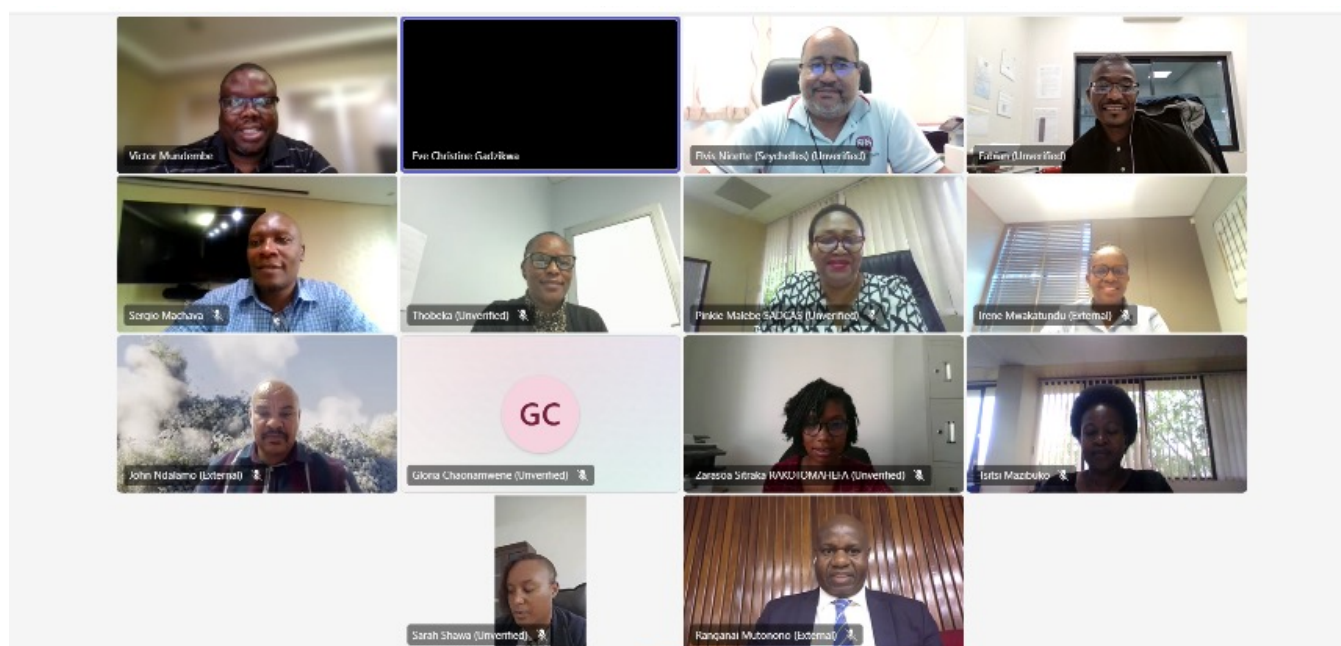 Victor Mundembe
Eve Christine Gadzikwa
Elvis Nicette (Seychelles) (Unverified)
Fabian (Unverified)
Sergio Machava
Thobeka (Unverified)
Pinkie Malebe SADCAS (Unverified)
Irene Mwakatundu (External)
John Ndalamo (External)
GC
Gloria Chaonamwene (Unverified)
Zarasoa Sitraka RAKOTOMAHEFA (Unverified)
Tsitsi Mazibuko
Sarah Shawa (Unverified)
Ranganai Mutonono (External)